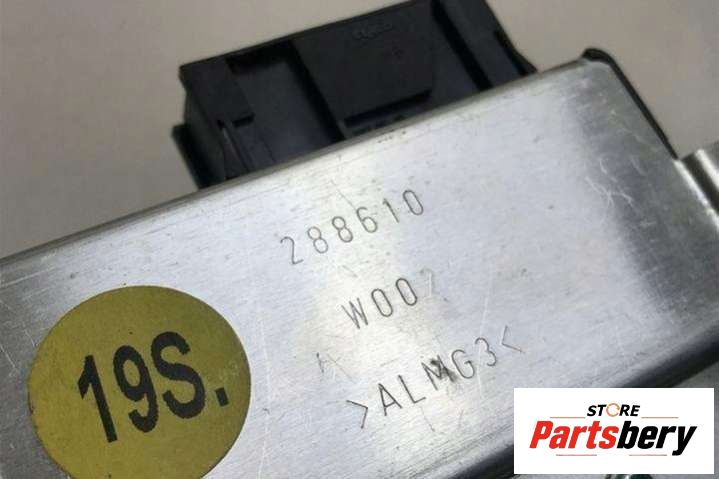 288610
W002
>ALMG3<
19S.
STORE
Partsbery